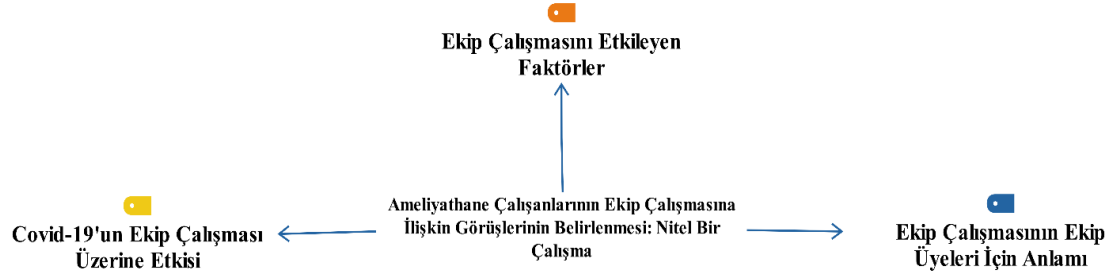 Ekip Çalışmasını Etkileyen
Faktörler
Ameliyathane Çalışanlarının Ekip Çalışmasına
İlişkin Görüşlerinin Belirlenmesi: Nitel Bir
Çalışma
Covid-19'un Ekip Çalışması
Üzerine Etkisi
Ekip Çalışmasının Ekip
Üyeleri İçin Anlamı